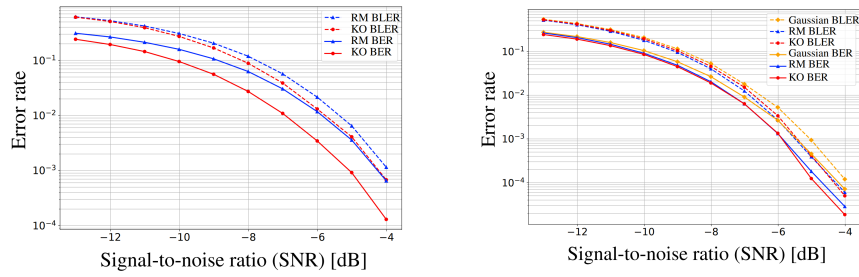 RM BLER
KO BLER
RM BER
KO BER
10⁻¹
10⁻²
10⁻³
10⁻⁴
Error rate
−12
−10
−8
−6
−4
Signal-to-noise ratio (SNR) [dB]
Gaussian BLER
RM BLER
KO BLER
Gaussian BER
RM BER
KO BER
10⁻¹
10⁻²
10⁻³
10⁻⁴
Error rate
−12
−10
−8
−6
−4
Signal-to-noise ratio (SNR) [dB]